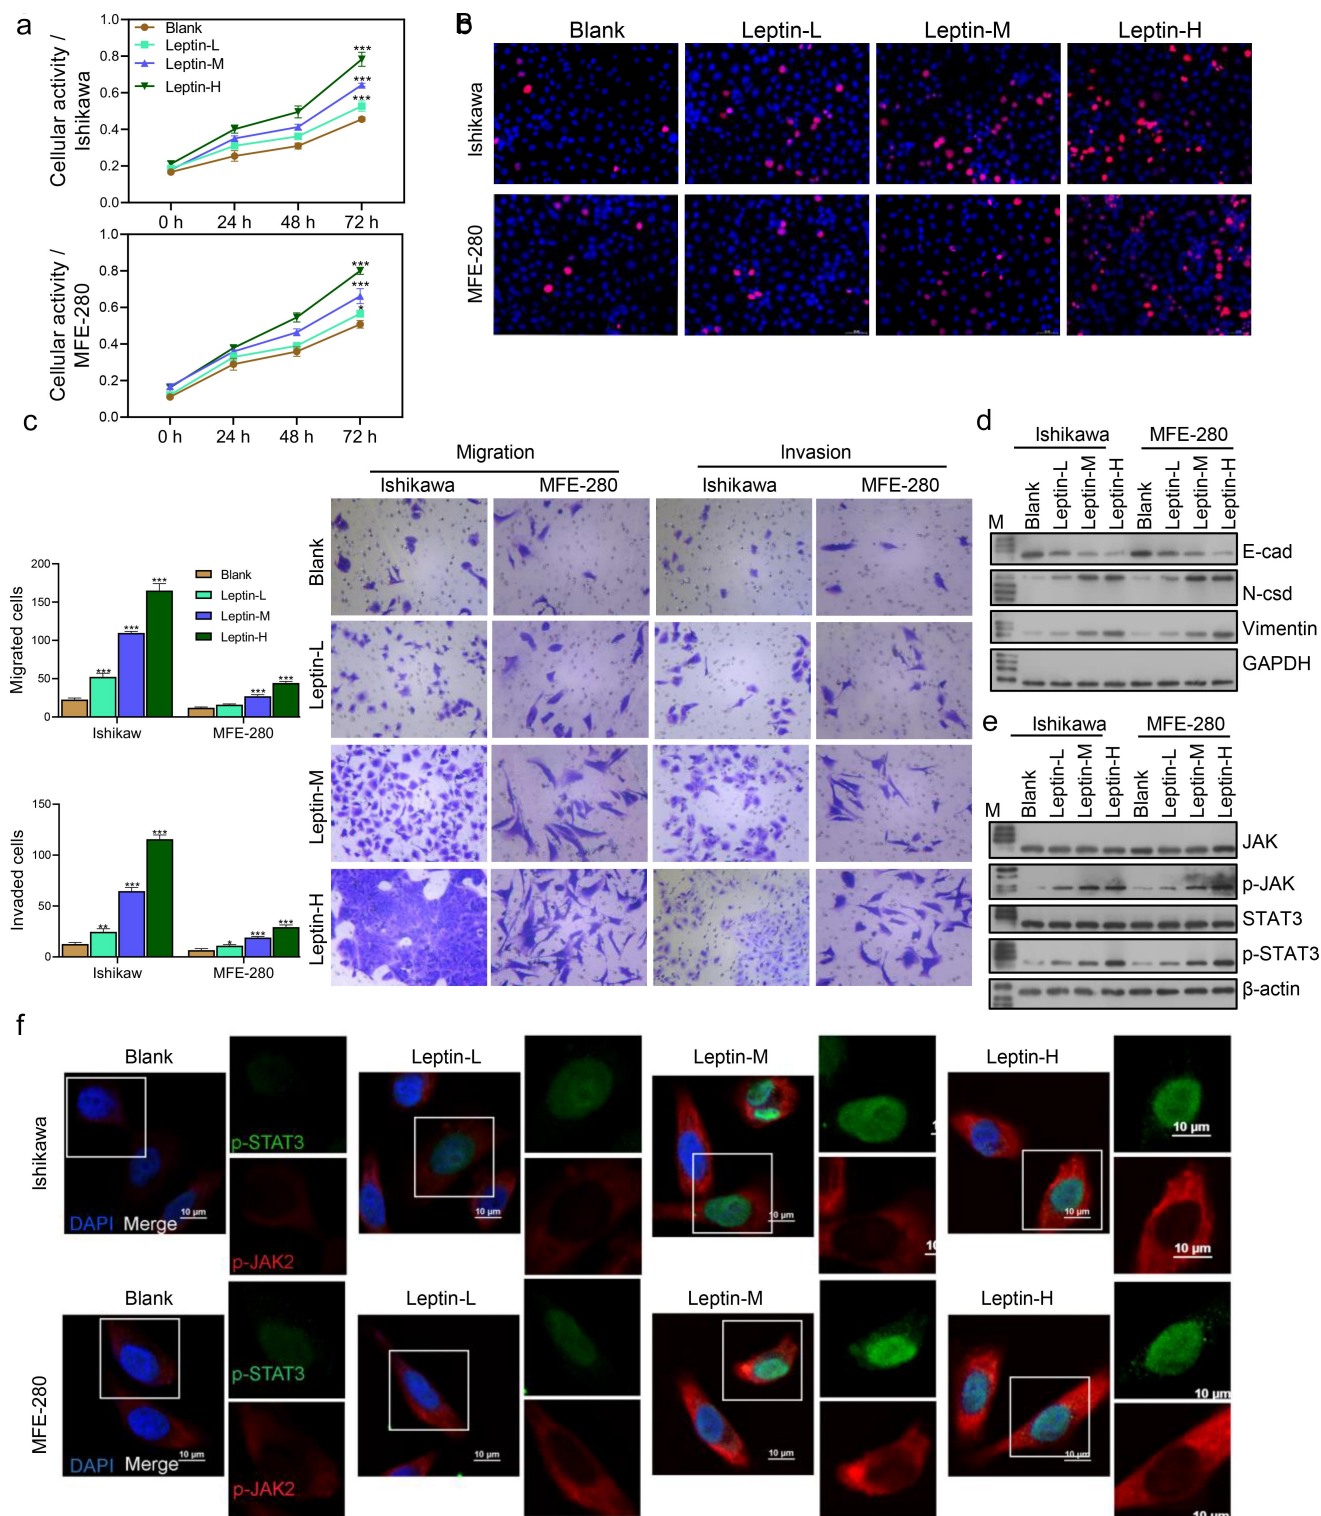 a
Cellular activity /
Ishikawa
1.0
0.8
0.6
0.4
0.2
0.0
Blank
Leptin-L
Leptin-M
Leptin-H
***
***
***
0 h 24 h 48 h 72 h
Cellular activity /
MFE-280
1.0
0.8
0.6
0.4
0.2
0.0
***
***
*
0 h 24 h 48 h 72 h
b
Blank Leptin-L Leptin-M Leptin-H
Ishikawa
MFE-280
c
Migrated cells
200
150
100
50
0
Blank
Leptin-L
Leptin-M
Leptin-H
*** *** *** *** ***
Ishikaw MFE-280
Invaded cells
150
100
50
0
** *** *** * *** ***
Ishikaw MFE-280
Migration Invasion
Ishikawa MFE-280 Ishikawa MFE-280
Blank
Leptin-L
Leptin-M
Leptin-H
d
Ishikawa MFE-280
M Blank Leptin-L Leptin-M Leptin-H Blank Leptin-L Leptin-M Leptin-H
E-cad
N-csd
Vimentin
GAPDH
e
Ishikawa MFE-280
M Blank Leptin-L Leptin-M Leptin-H Blank Leptin-L Leptin-M Leptin-H
JAK
p-JAK
STAT3
p-STAT3
β-actin
f
Blank Leptin-L Leptin-M Leptin-H
Ishikawa
p-STAT3
10 µm
DAPI Merge 10 µm 10 µm 10 µm 10 µm
p-JAK2
10 µm
Blank Leptin-L Leptin-M Leptin-H
MFE-280
p-STAT3
10 µm
DAPI Merge 10 µm 10 µm 10 µm 10 µm
p-JAK2
10 µm